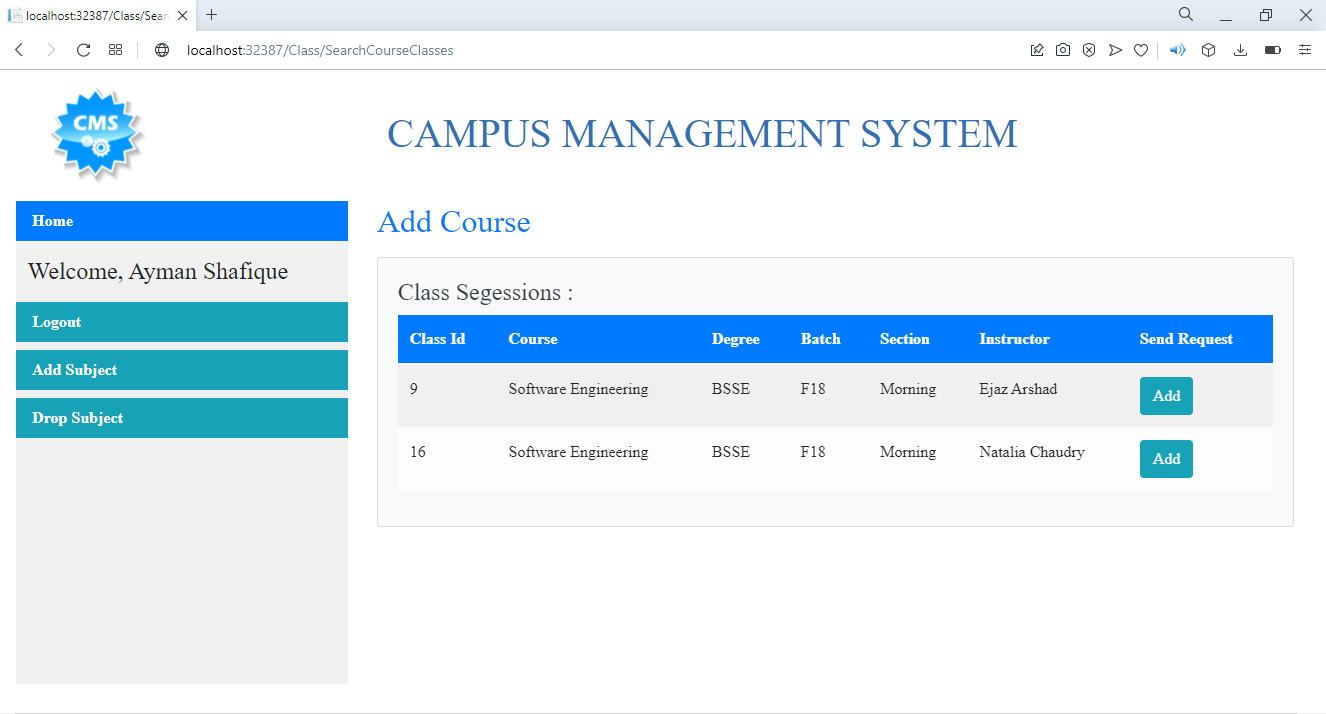 localhost:32387/Class/Sear
localhost:32387/Class/SearchCourseClasses
CMS
CAMPUS MANAGEMENT SYSTEM
Home
Welcome, Ayman Shafique
Logout
Add Subject
Drop Subject
Add Course
Class Segessions :
Class Id Course Degree Batch Section Instructor Send Request
9 Software Engineering BSSE F18 Morning Ejaz Arshad Add
16 Software Engineering BSSE F18 Morning Natalia Chaudry Add